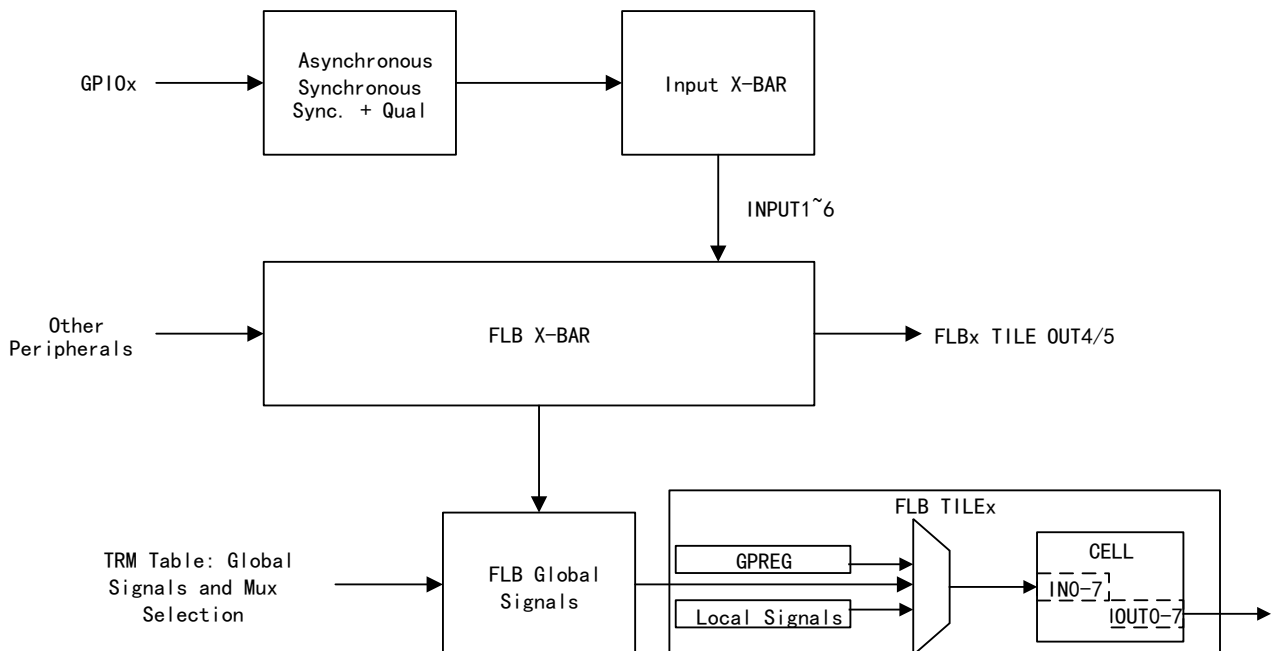 GPIOx
Asynchronous
Synchronous
Sync. + Qual
Input X-BAR
INPUT1~6
Other
Peripherals
FLB X-BAR
FLBx TILE OUT4/5
TRM Table: Global
Signals and Mux
Selection
FLB Global
Signals
FLB TILEx
GPREG
Local Signals
CELL
IN0-7
OUT0-7